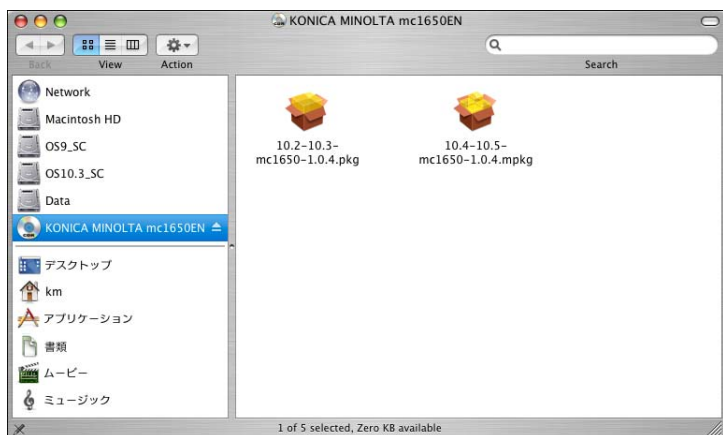 KONICA MINOLTA mc1650EN
Back
View
Action
Search
Network
Macintosh HD
OS9_SC
OS10.3_SC
Data
KONICA MINOLTA mc1650EN
デスクトップ
km
アプリケーション
書類
ムービー
ミュージック
10.2-10.3-
mc1650-1.0.4.pkg
10.4-10.5-
mc1650-1.0.4.mpkg
1 of 5 selected, Zero KB available